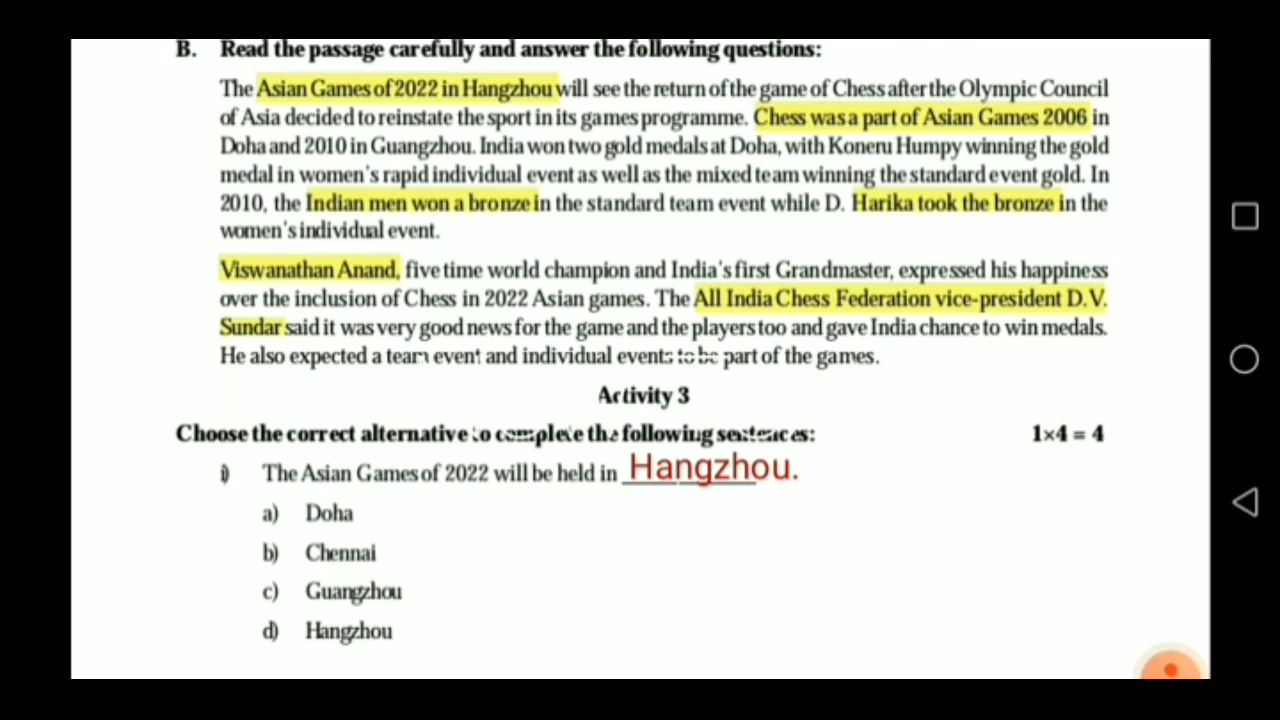 B. Read the passage carefully and answer the following questions:
The Asian Games of 2022 in Hangzhou will see the return of the game of Chess after the Olympic Council
of Asia decided to reinstate the sport in its games programme. Chess was a part of Asian Games 2006 in
Doha and 2010 in Guangzhou. India won two gold medals at Doha, with Koneru Humpy winning the gold
medal in women's rapid individual event as well as the mixed team winning the standard event gold. In
2010, the Indian men won a bronze in the standard team event while D. Harika took the bronze in the
women's individual event.
Viswanathan Anand, five time world champion and India's first Grandmaster, expressed his happiness
over the inclusion of Chess in 2022 Asian games. The All India Chess Federation vice-president D.V.
Sundar said it was very good news for the game and the players too and gave India chance to win medals.
He also expected a team event and individual events to be part of the games.
Activity 3
Choose the correct alternative to complete the following sentences: 1×4 = 4
i) The Asian Games of 2022 will be held in Hangzhou.
a) Doha
b) Chennai
c) Guangzhou
d) Hangzhou